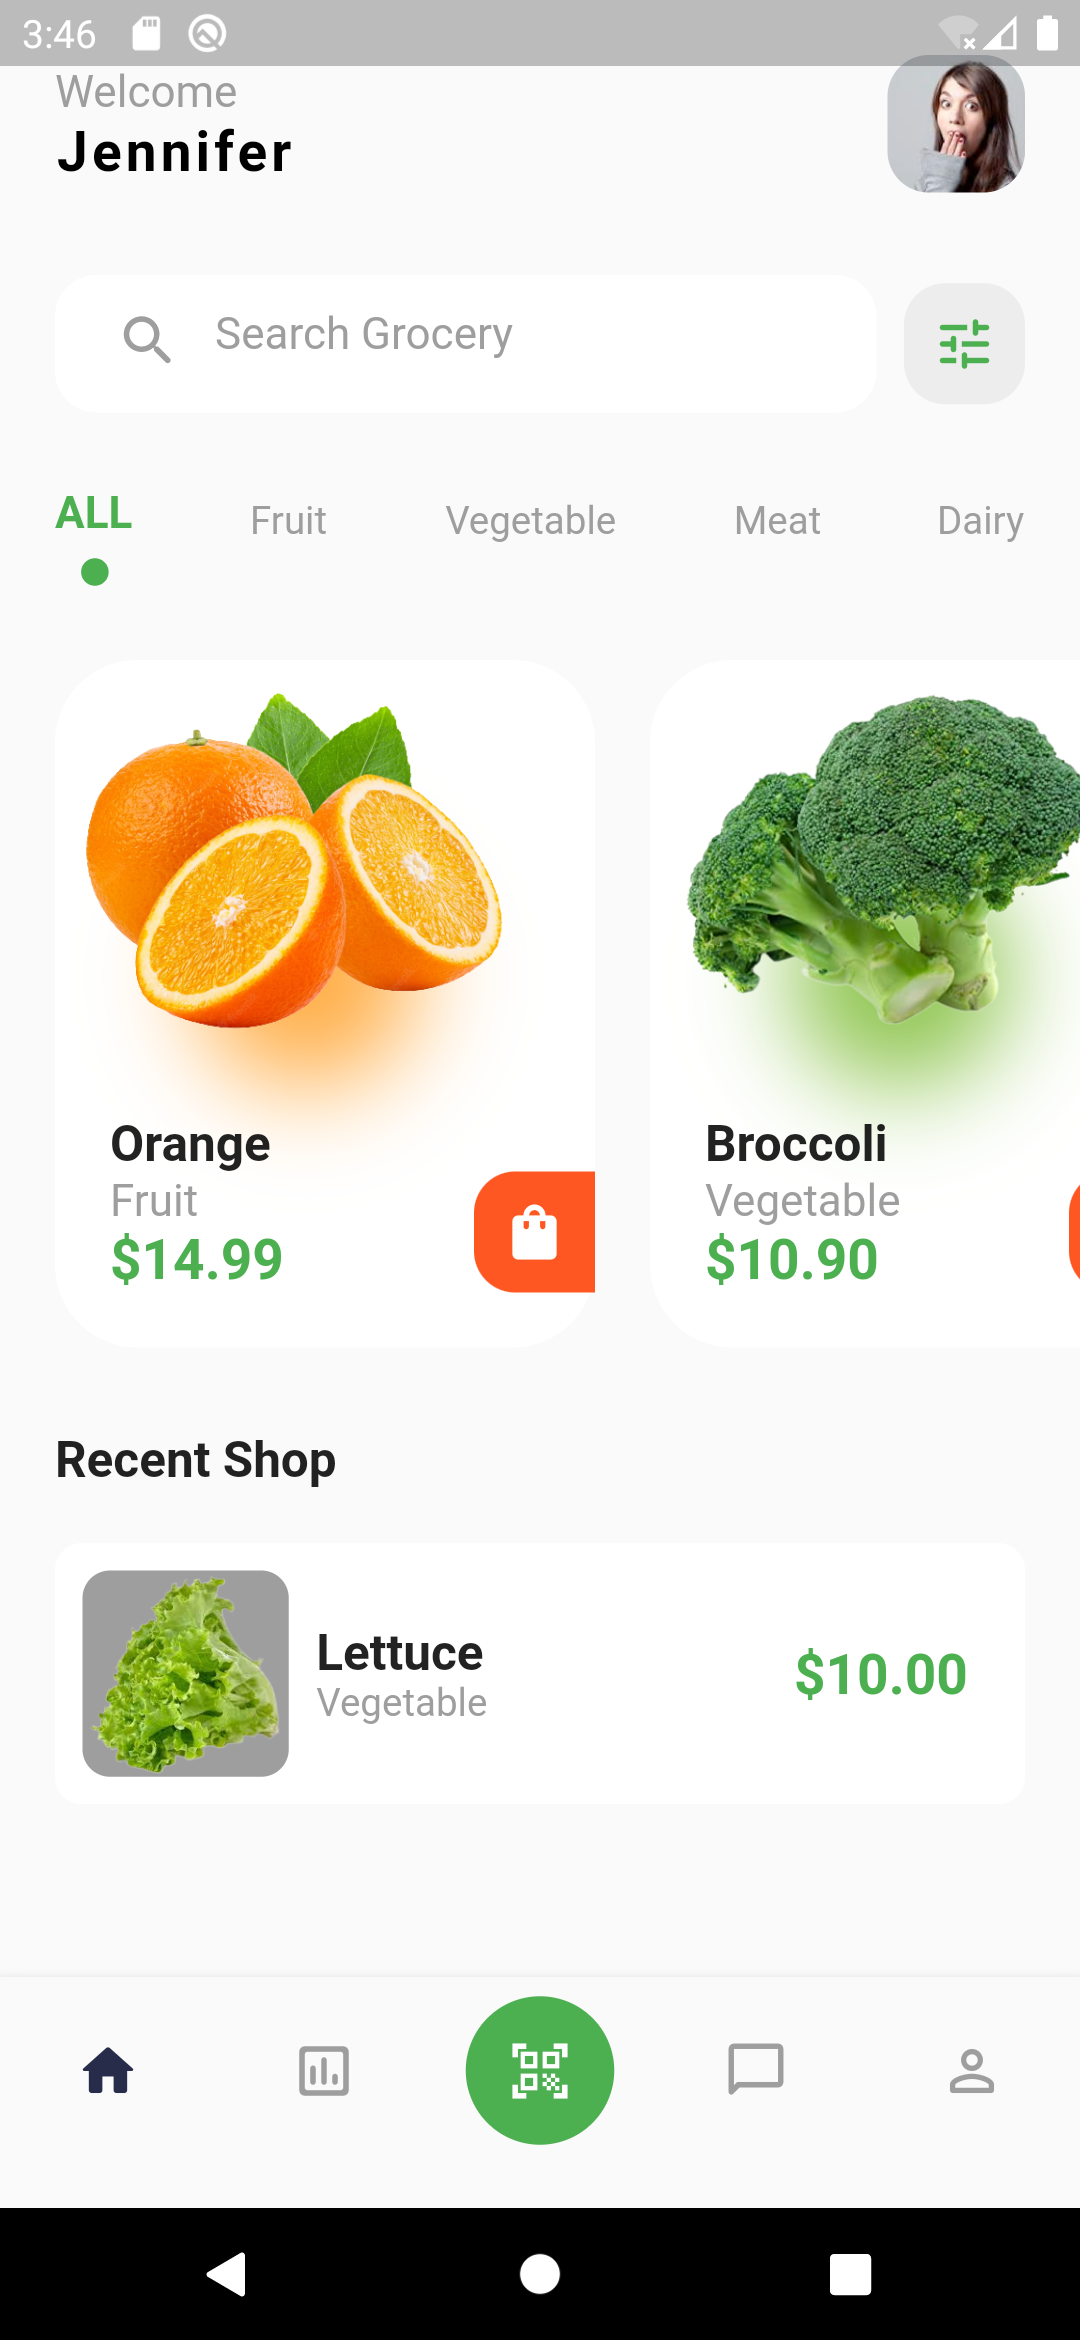 3:46
Welcome
Jennifer
Search Grocery
ALL Fruit Vegetable Meat Dairy
Orange
Fruit
$14.99
Broccoli
Vegetable
$10.90
Recent Shop
Lettuce
Vegetable
$10.00